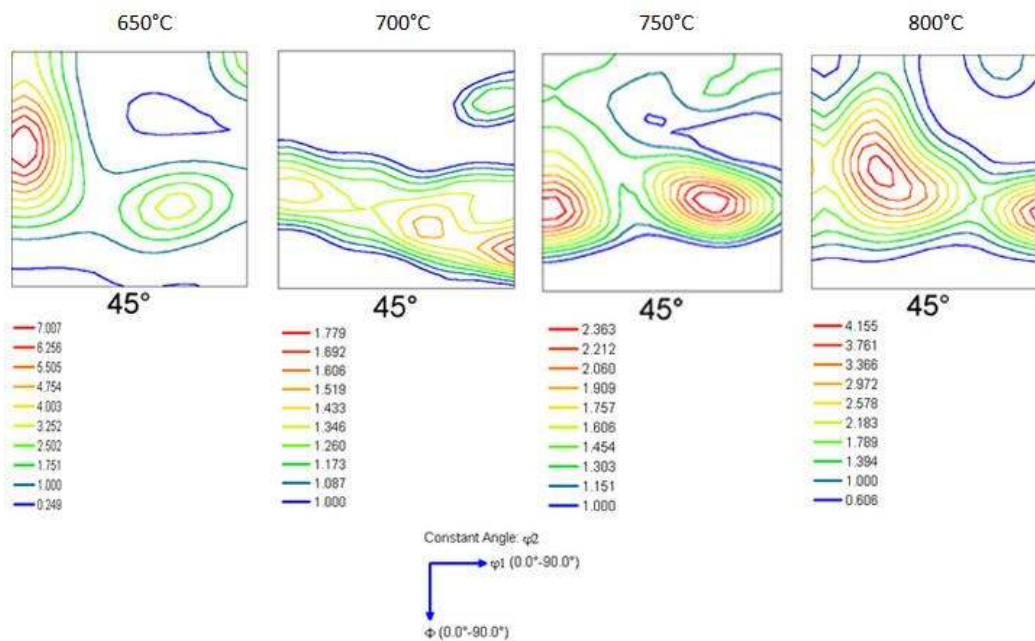 650°C 700°C 750°C 800°C
45° 45° 45° 45°
7.007 1.779 2.363 4.155
6.256 1.692 2.212 3.761
5.505 1.606 2.060 3.366
4.754 1.519 1.909 2.972
4.003 1.433 1.757 2.578
3.252 1.346 1.606 2.183
2.502 1.260 1.454 1.789
1.751 1.173 1.303 1.394
1.000 1.087 1.151 1.000
0.249 1.000 1.000 0.606
Constant Angle: φ2
φ1 (0.0°-90.0°)
Φ (0.0°-90.0°)